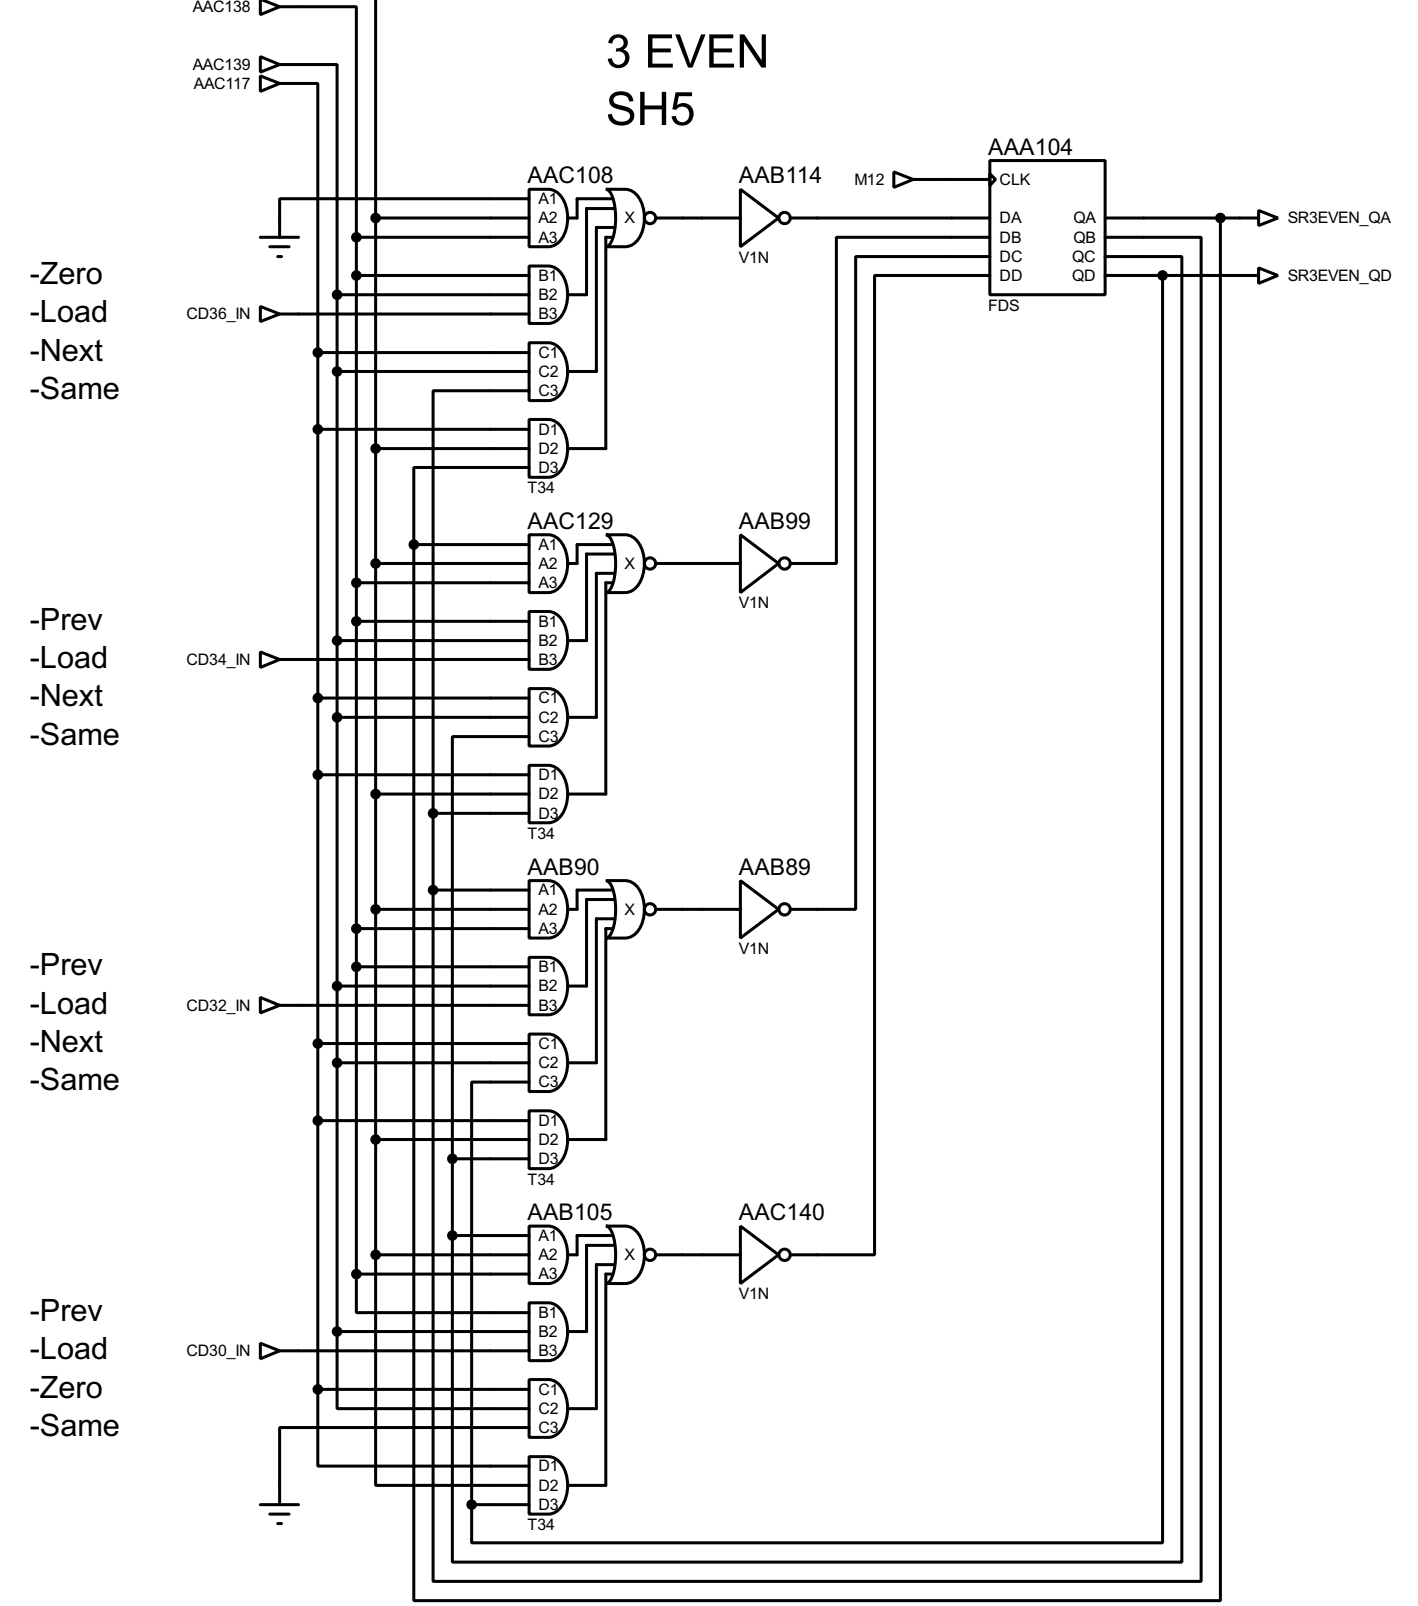 AAC138
AAC139
AAC117
3 EVEN
SH5
AAA104
M12
CLK
DA
DB
DC
DD
QA
QB
QC
QD
FDS
SR3EVEN_QA
SR3EVEN_QD
-Zero
-Load
-Next
-Same
CD36_IN
AAC108
A1
A2
A3
B1
B2
B3
C1
C2
C3
D1
D2
D3
T34
X
AAB114
V1N
-Prev
-Load
-Next
-Same
CD34_IN
AAC129
A1
A2
A3
B1
B2
B3
C1
C2
C3
D1
D2
D3
T34
X
AAB99
V1N
-Prev
-Load
-Next
-Same
CD32_IN
AAB90
A1
A2
A3
B1
B2
B3
C1
C2
C3
D1
D2
D3
T34
X
AAB89
V1N
-Prev
-Load
-Zero
-Same
CD30_IN
AAB105
A1
A2
A3
B1
B2
B3
C1
C2
C3
D1
D2
D3
T34
X
AAC140
V1N